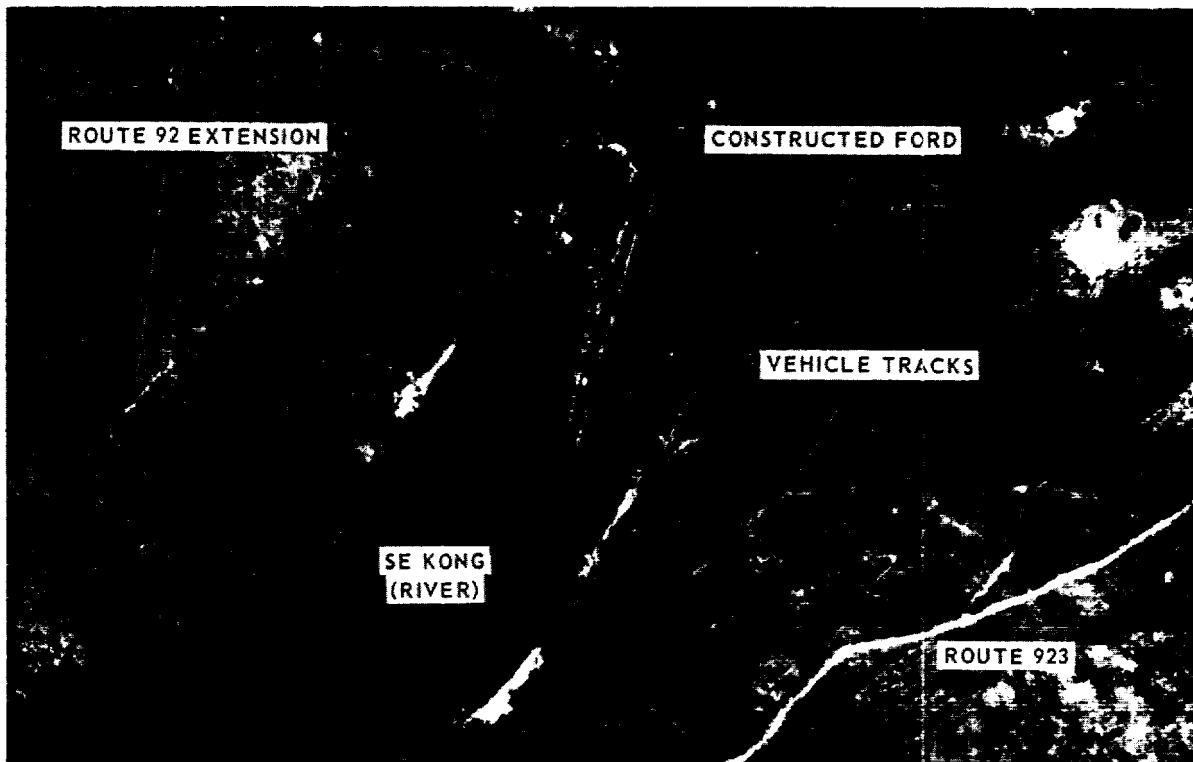 ROUTE 92 EXTENSION
CONSTRUCTED FORD
VEHICLE TRACKS
SE KONG
(RIVER)
ROUTE 923